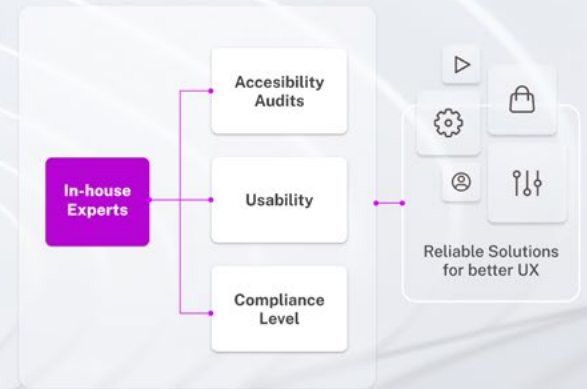 In-house
Experts
Accesibility
Audits
Usability
Compliance
Level
Reliable Solutions
for better UX